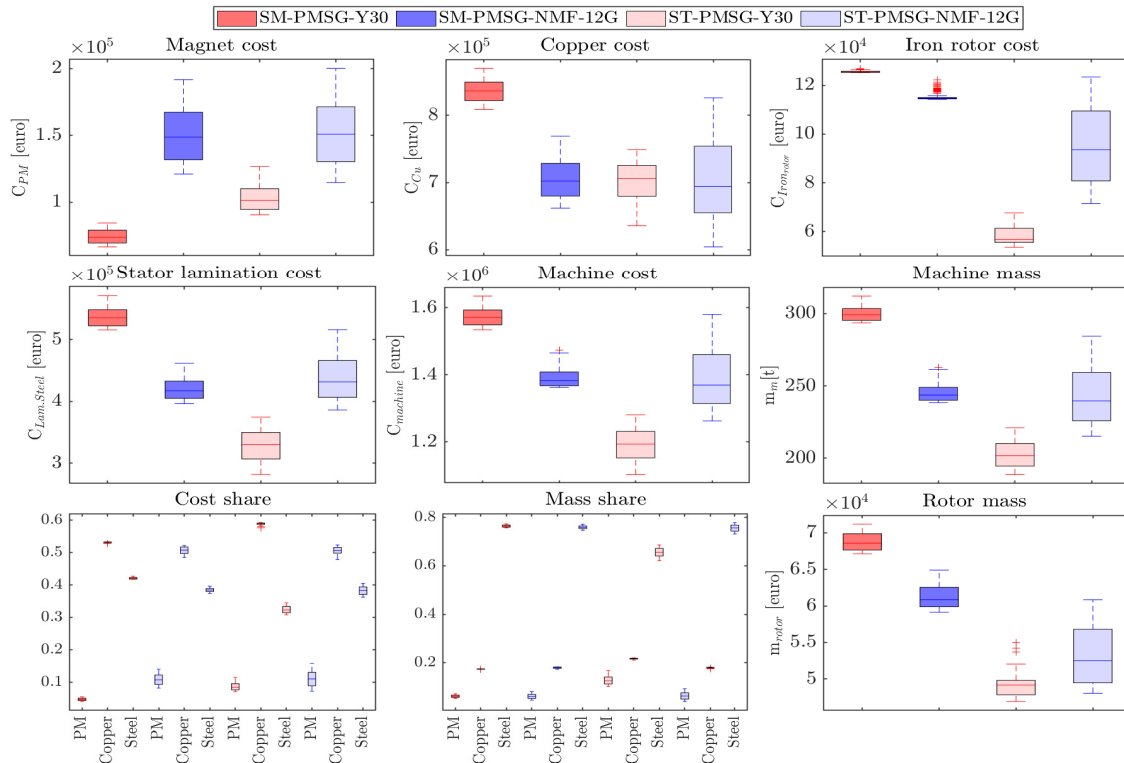 SM-PMSG-Y30 SM-PMSG-NMF-12G ST-PMSG-Y30 ST-PMSG-NMF-12G
×10^5 Magnet cost
2
1.5
1
C_PM [euro]
×10^5 Copper cost
8
7
6
C_Cu [euro]
×10^4 Iron rotor cost
12
10
8
6
C_Iron_rotor [euro]
×10^5 Stator lamination cost
5
4
3
C_Lam.Steel [euro]
×10^6 Machine cost
1.6
1.4
1.2
C_machine [euro]
Machine mass
300
250
200
m_m[t]
Cost share
0.6
0.5
0.4
0.3
0.2
0.1
PM Copper Steel PM Copper Steel PM Copper Steel PM Copper Steel
Mass share
0.8
0.6
0.4
0.2
PM Copper Steel PM Copper Steel PM Copper Steel PM Copper Steel
×10^4 Rotor mass
7
6.5
6
5.5
5
m_rotor [euro]